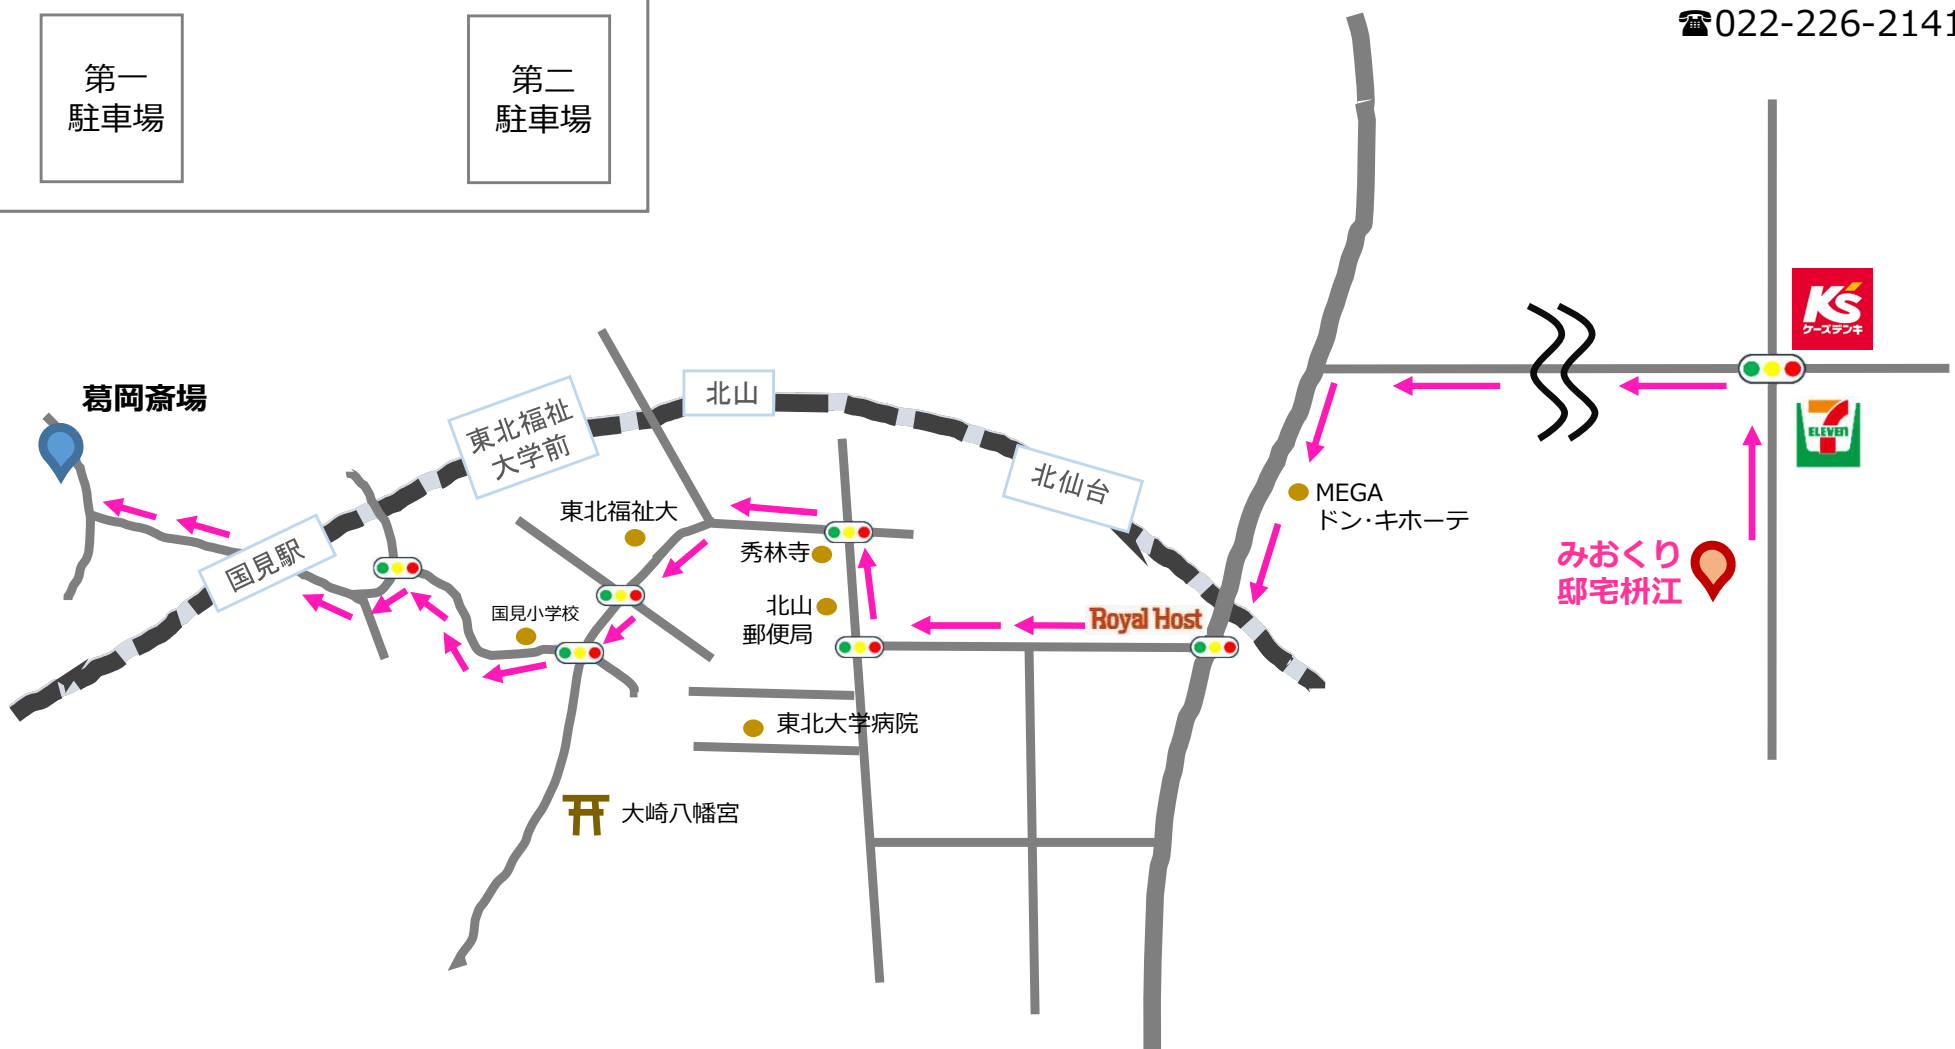 ☎022-226-2141
第一
駐車場
第二
駐車場
K's
ケーズデンキ
葛岡斎場
北山
東北福祉
大学前
7
ELEVEN
北仙台
MEGA
ドン・キホーテ
東北福祉大
秀林寺
国見駅
みおくり
邸宅枡江
国見小学校
北山
郵便局
Royal Host
東北大学病院
大崎八幡宮